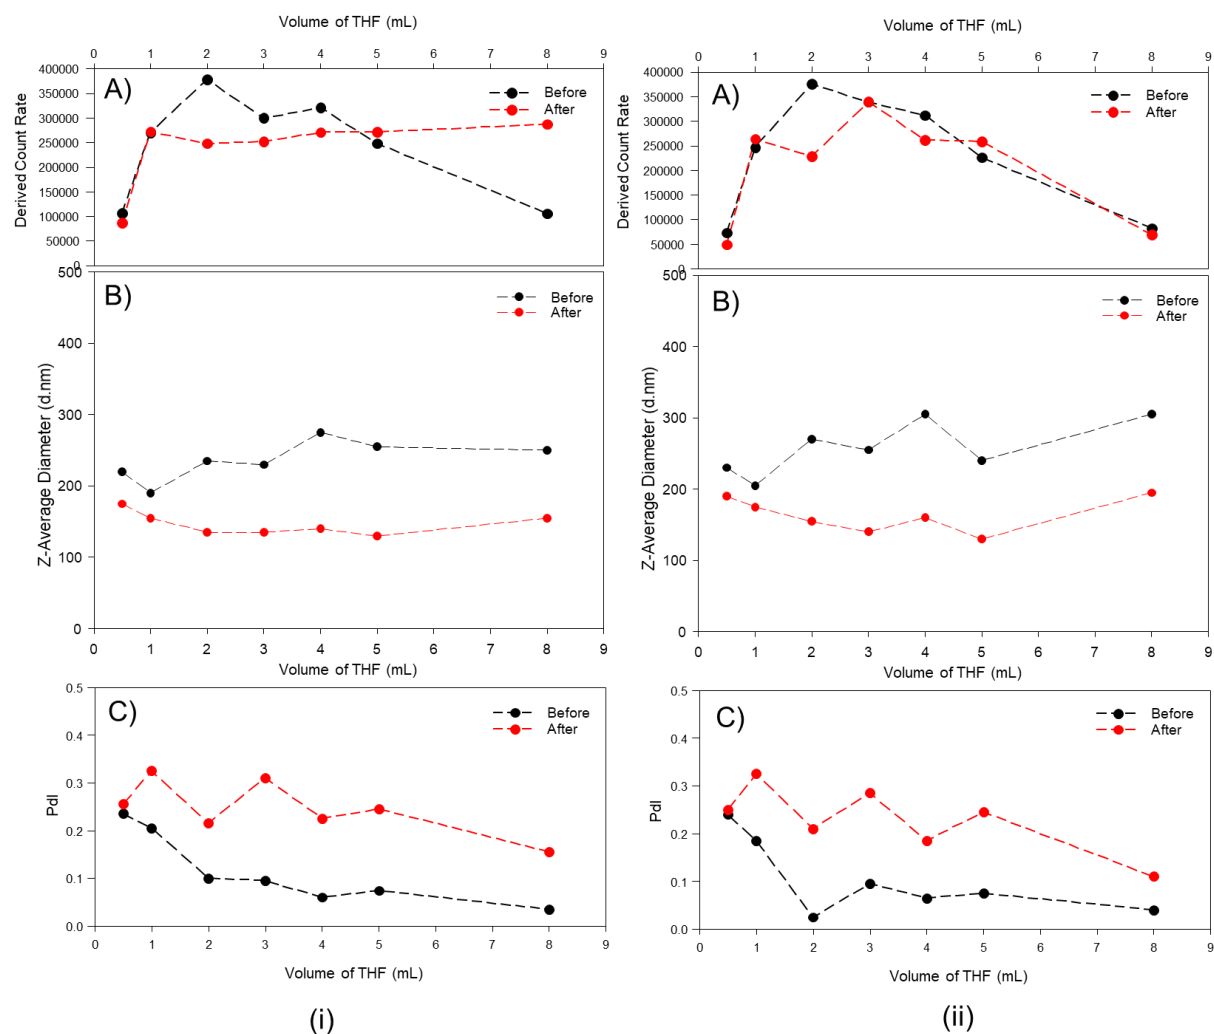 Volume of THF (mL)
0 1 2 3 4 5 6 7 8 9
400000
350000
300000
250000
200000
150000
100000
50000
0
Derived Count Rate
A)
Before
After
500
400
300
200
100
0
Z-Average Diameter (d.nm)
B)
Before
After
0 1 2 3 4 5 6 7 8 9
Volume of THF (mL)
0.5
0.4
0.3
0.2
0.1
0.0
PdI
C)
Before
After
0 1 2 3 4 5 6 7 8 9
Volume of THF (mL)
(i)
Volume of THF (mL)
0 1 2 3 4 5 6 7 8 9
400000
350000
300000
250000
200000
150000
100000
50000
0
Derived Count Rate
A)
Before
After
500
400
300
200
100
0
Z-Average Diameter (d.nm)
B)
Before
After
0 1 2 3 4 5 6 7 8 9
Volume of THF (mL)
0.5
0.4
0.3
0.2
0.1
0.0
PdI
C)
Before
After
0 1 2 3 4 5 6 7 8 9
Volume of THF (mL)
(ii)